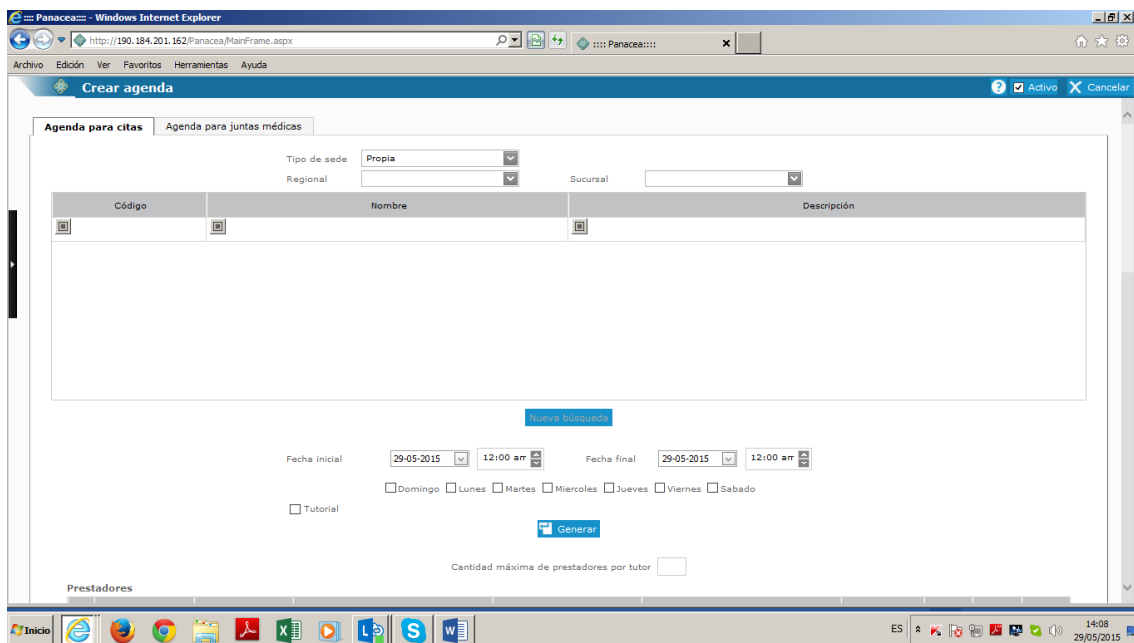 :::: Panacea:::: - Windows Internet Explorer
http://190.184.201.162/Panacea/MainFrame.aspx
:::: Panacea::::
Archivo Edición Ver Favoritos Herramientas Ayuda
Crear agenda
? Activo Cancelar
Agenda para citas Agenda para juntas médicas
Tipo de sede Propia
Regional Sucursal
Código Nombre Descripción
Nueva búsqueda
Fecha inicial 29-05-2015 12:00 Fecha final 29-05-2015 12:00
Domingo Lunes Martes Miercoles Jueves Viernes Sabado
Tutorial
Generar
Cantidad máxima de prestadores por tutor
Prestadores
Inicio
ES 14:08
29/05/2015